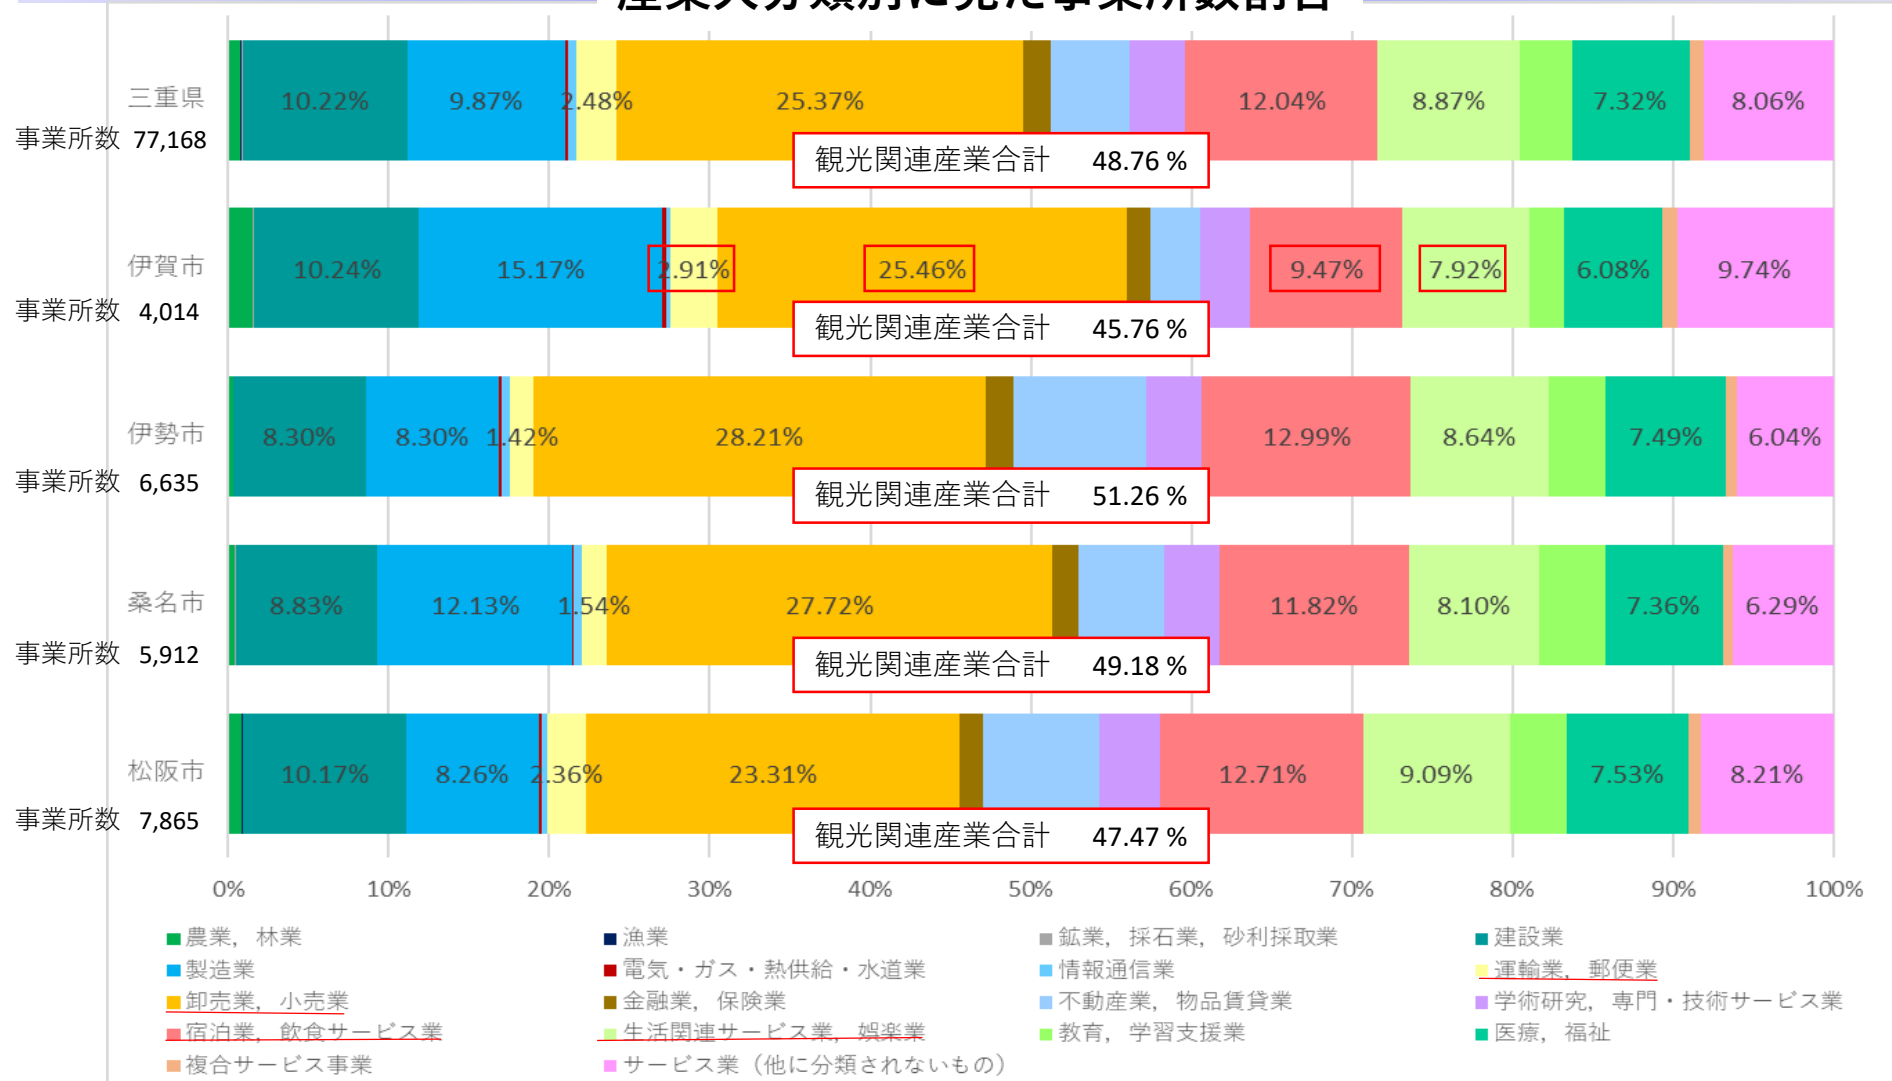 産業大分類別に見た事業所数割合
三重県
事業所数 77,168
10.22% 9.87% 2.48% 25.37% 12.04% 8.87% 7.32% 8.06%
観光関連産業合計 48.76 %
伊賀市
事業所数 4,014
10.24% 15.17% 2.91% 25.46% 9.47% 7.92% 6.08% 9.74%
観光関連産業合計 45.76 %
伊勢市
事業所数 6,635
8.30% 8.30% 1.42% 28.21% 12.99% 8.64% 7.49% 6.04%
観光関連産業合計 51.26 %
桑名市
事業所数 5,912
8.83% 12.13% 1.54% 27.72% 11.82% 8.10% 7.36% 6.29%
観光関連産業合計 49.18 %
松阪市
事業所数 7,865
10.17% 8.26% 2.36% 23.31% 12.71% 9.09% 7.53% 8.21%
観光関連産業合計 47.47 %
0% 10% 20% 30% 40% 50% 60% 70% 80% 90% 100%
農業，林業 漁業 鉱業，採石業，砂利採取業 建設業
製造業 電気・ガス・熱供給・水道業 情報通信業 運輸業，郵便業
卸売業，小売業 金融業，保険業 不動産業，物品賃貸業 学術研究，専門・技術サービス業
宿泊業，飲食サービス業 生活関連サービス業，娯楽業 教育，学習支援業 医療，福祉
複合サービス事業 サービス業（他に分類されないもの）